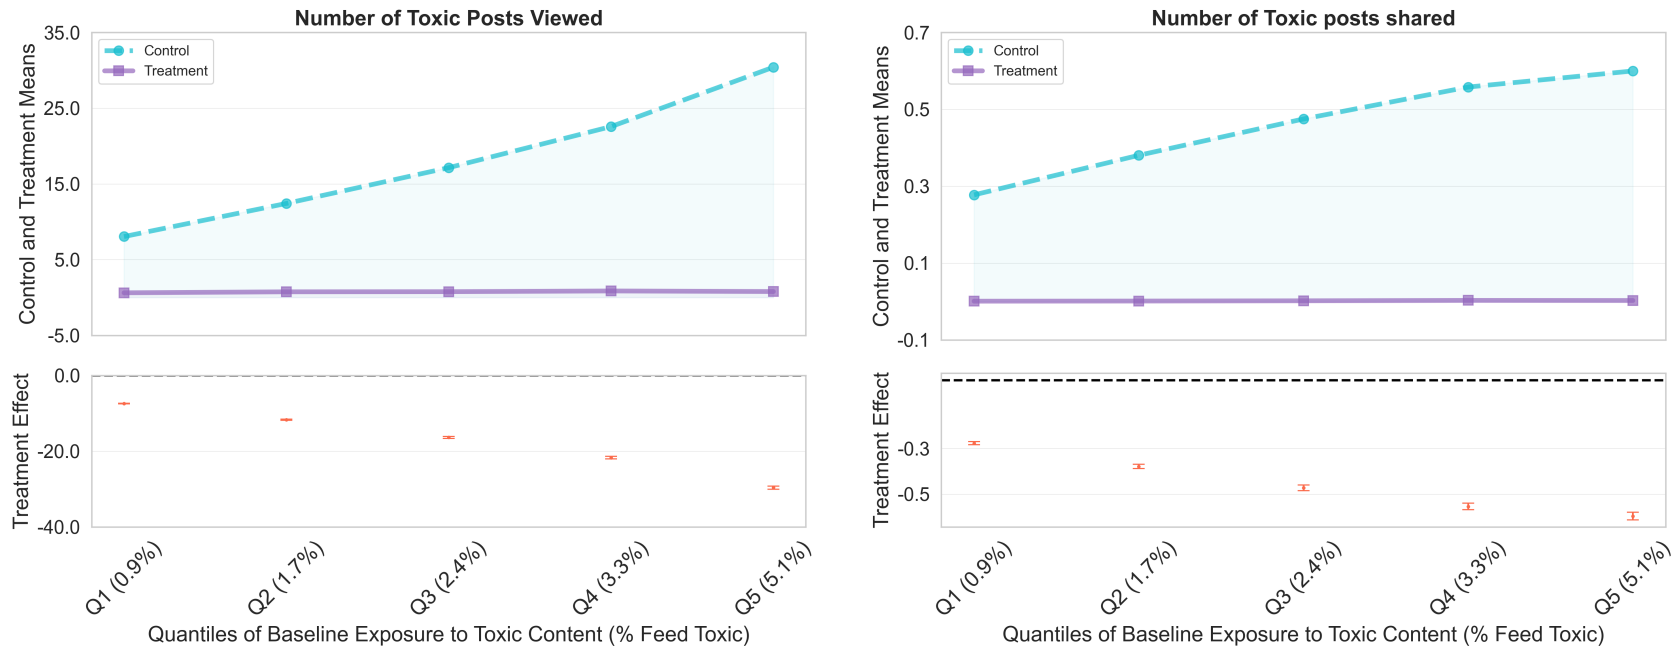 Number of Toxic Posts Viewed
Control and Treatment Means
35.0
25.0
15.0
5.0
-5.0
Control
Treatment
Treatment Effect
0.0
-20.0
-40.0
Q1 (0.9%)
Q2 (1.7%)
Q3 (2.4%)
Q4 (3.3%)
Q5 (5.1%)
Quantiles of Baseline Exposure to Toxic Content (% Feed Toxic)
Number of Toxic posts shared
Control and Treatment Means
0.7
0.5
0.3
0.1
-0.1
Control
Treatment
Treatment Effect
-0.3
-0.5
Q1 (0.9%)
Q2 (1.7%)
Q3 (2.4%)
Q4 (3.3%)
Q5 (5.1%)
Quantiles of Baseline Exposure to Toxic Content (% Feed Toxic)